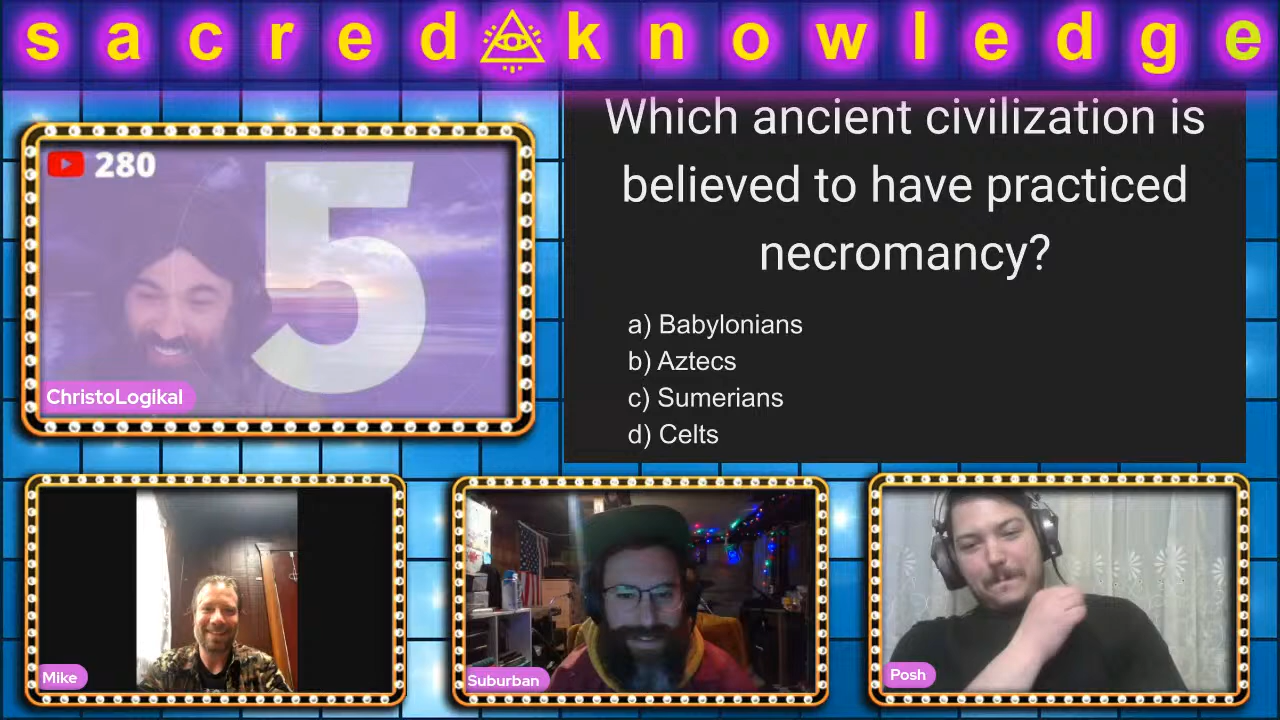 sacred knowledge
280
5
ChristoLogikal
Which ancient civilization is
believed to have practiced
necromancy?
a) Babylonians
b) Aztecs
c) Sumerians
d) Celts
Mike
Suburban
Posh